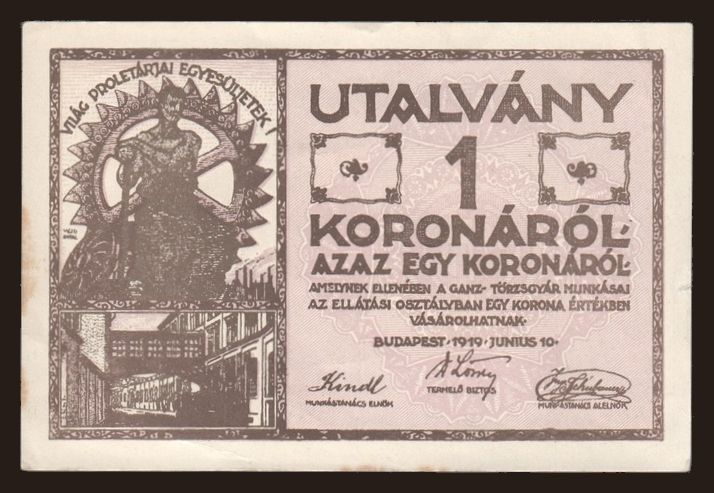 VILÁG PROLETÁRJAI EGYESÜLJETEK!
UTALVÁNY
1
KORONÁRÓL·
AZAZ EGY KORONÁRÓL·
AMELYNEK ELLENÉBEN A GANZ- TÖRZSGYÁR MUNKÁSAI
AZ ELLÁTÁSI OSZTÁLYBAN EGY KORONA ÉRTÉKBEN
VÁSÁROLHATNAK·
BUDAPEST·1919·JUNIUS 10·
Kindl
MUNKÁSTANÁCS ELNÖK
TERMELŐ BIZTOS
MUNKÁSTANÁCS ALELNÖK